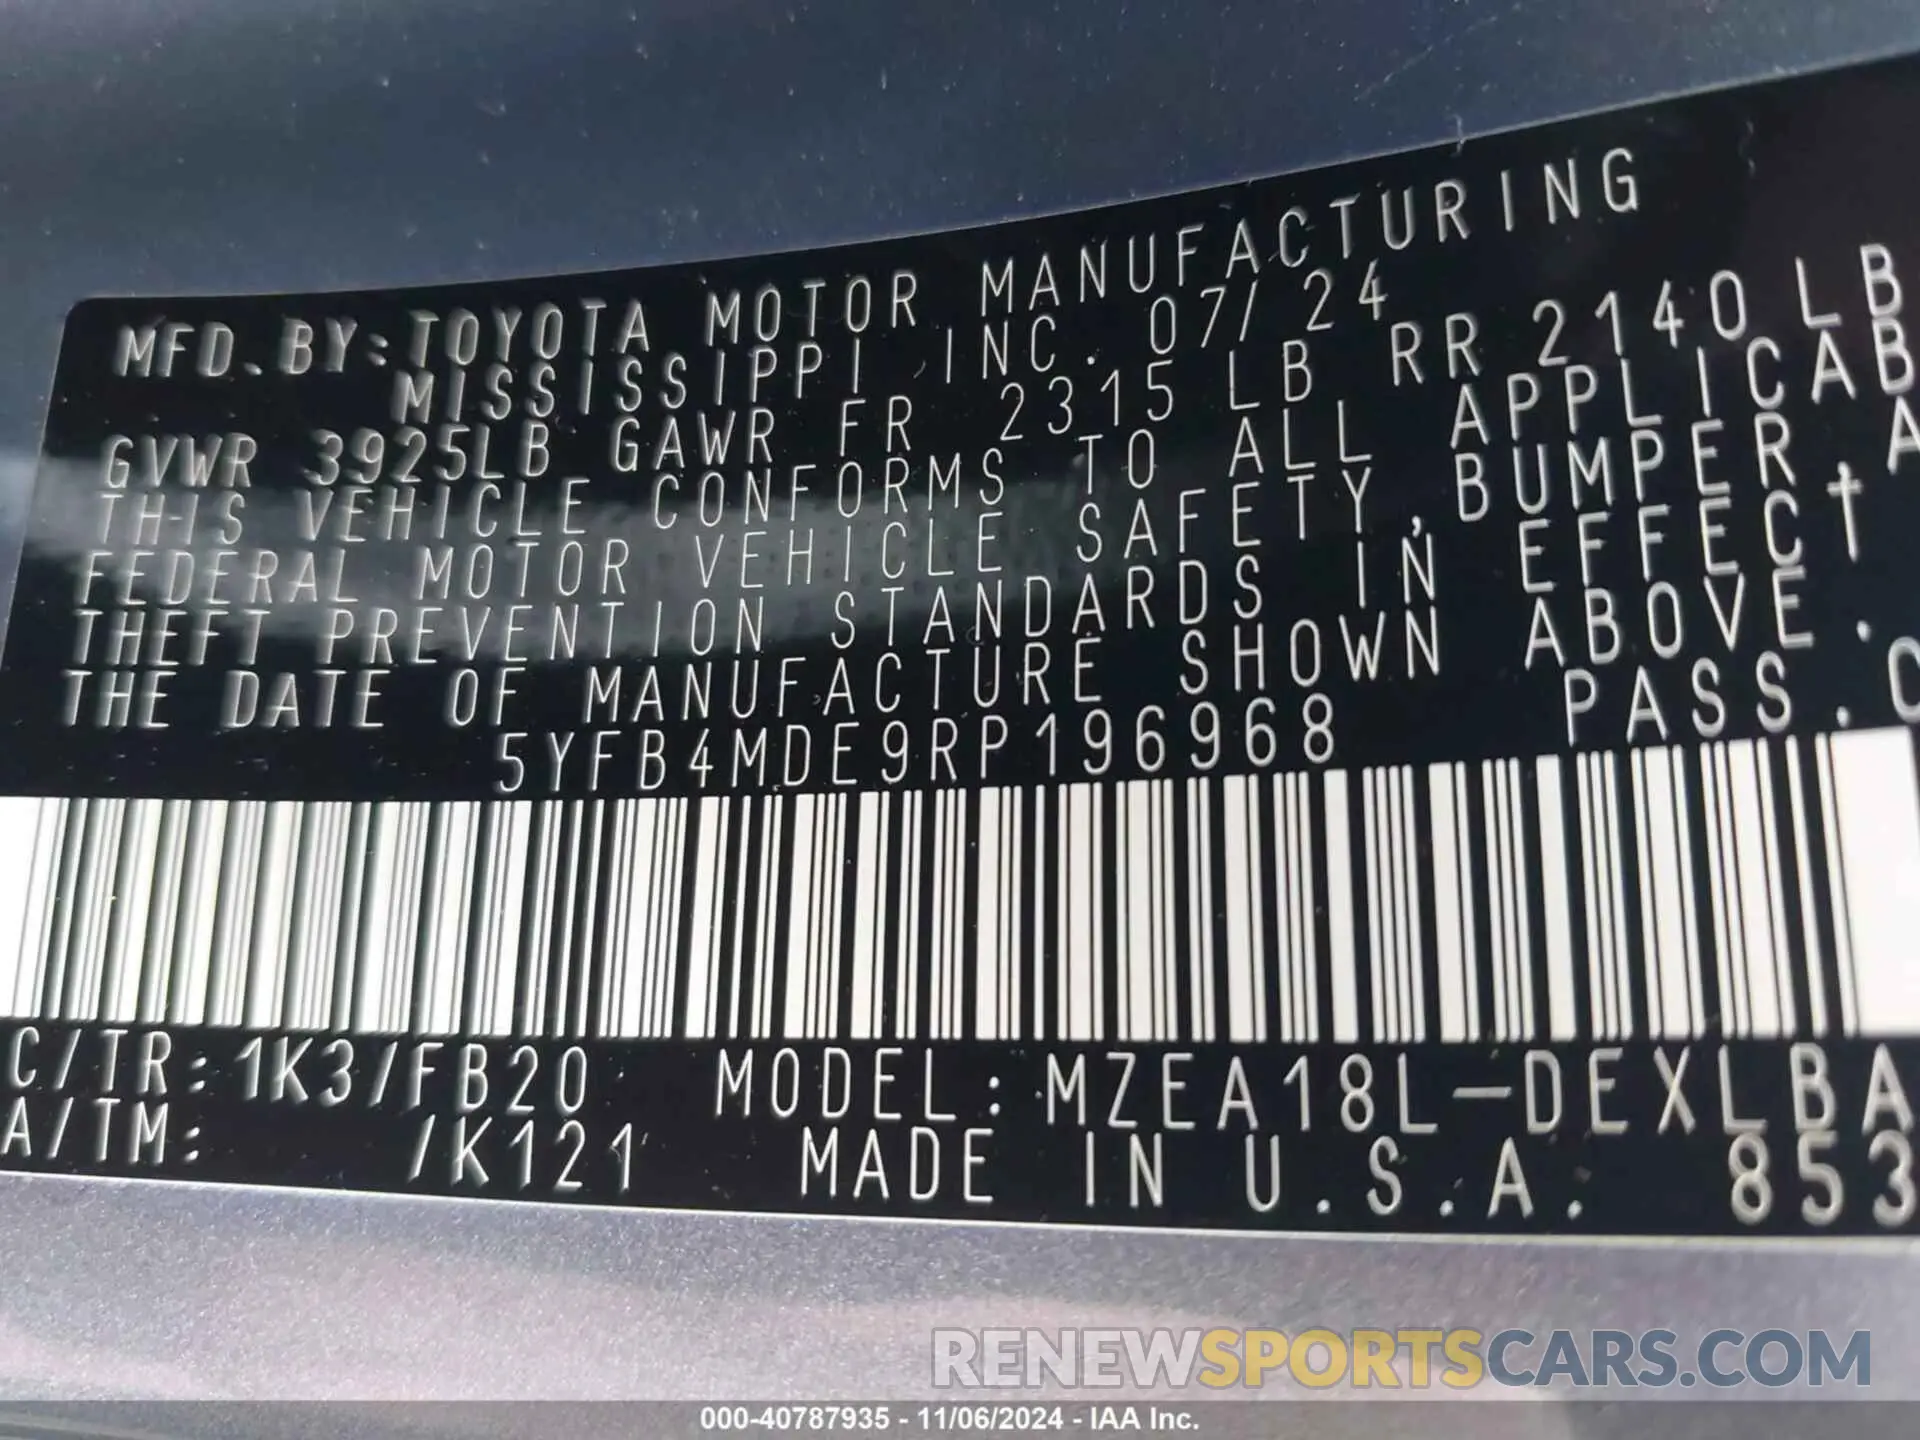 MFD. BY: TOYOTA MOTOR MANUFACTURING
MISSISSIPPI, INC. 07/24
GVWR 3925LB GAWR FR 2315 LB RR 2140 LB
THIS VEHICLE CONFORMS TO ALL APPLICAB
FEDERAL MOTOR VEHICLE SAFETY, BUMPER, A
THEFT PREVENTION STANDARDS IN EFFECT
THE DATE OF MANUFACTURE SHOWN ABOVE.
5YFB4MDE9RP196968 PASS.C
C/TR: 1K3/FB20 MODEL: MZEA18L-DEXLBA
A/TM: /K121 MADE IN U.S.A. 853
RENEWSPORTSCARS.COM
000-40787935 - 11/06/2024 - IAA Inc.